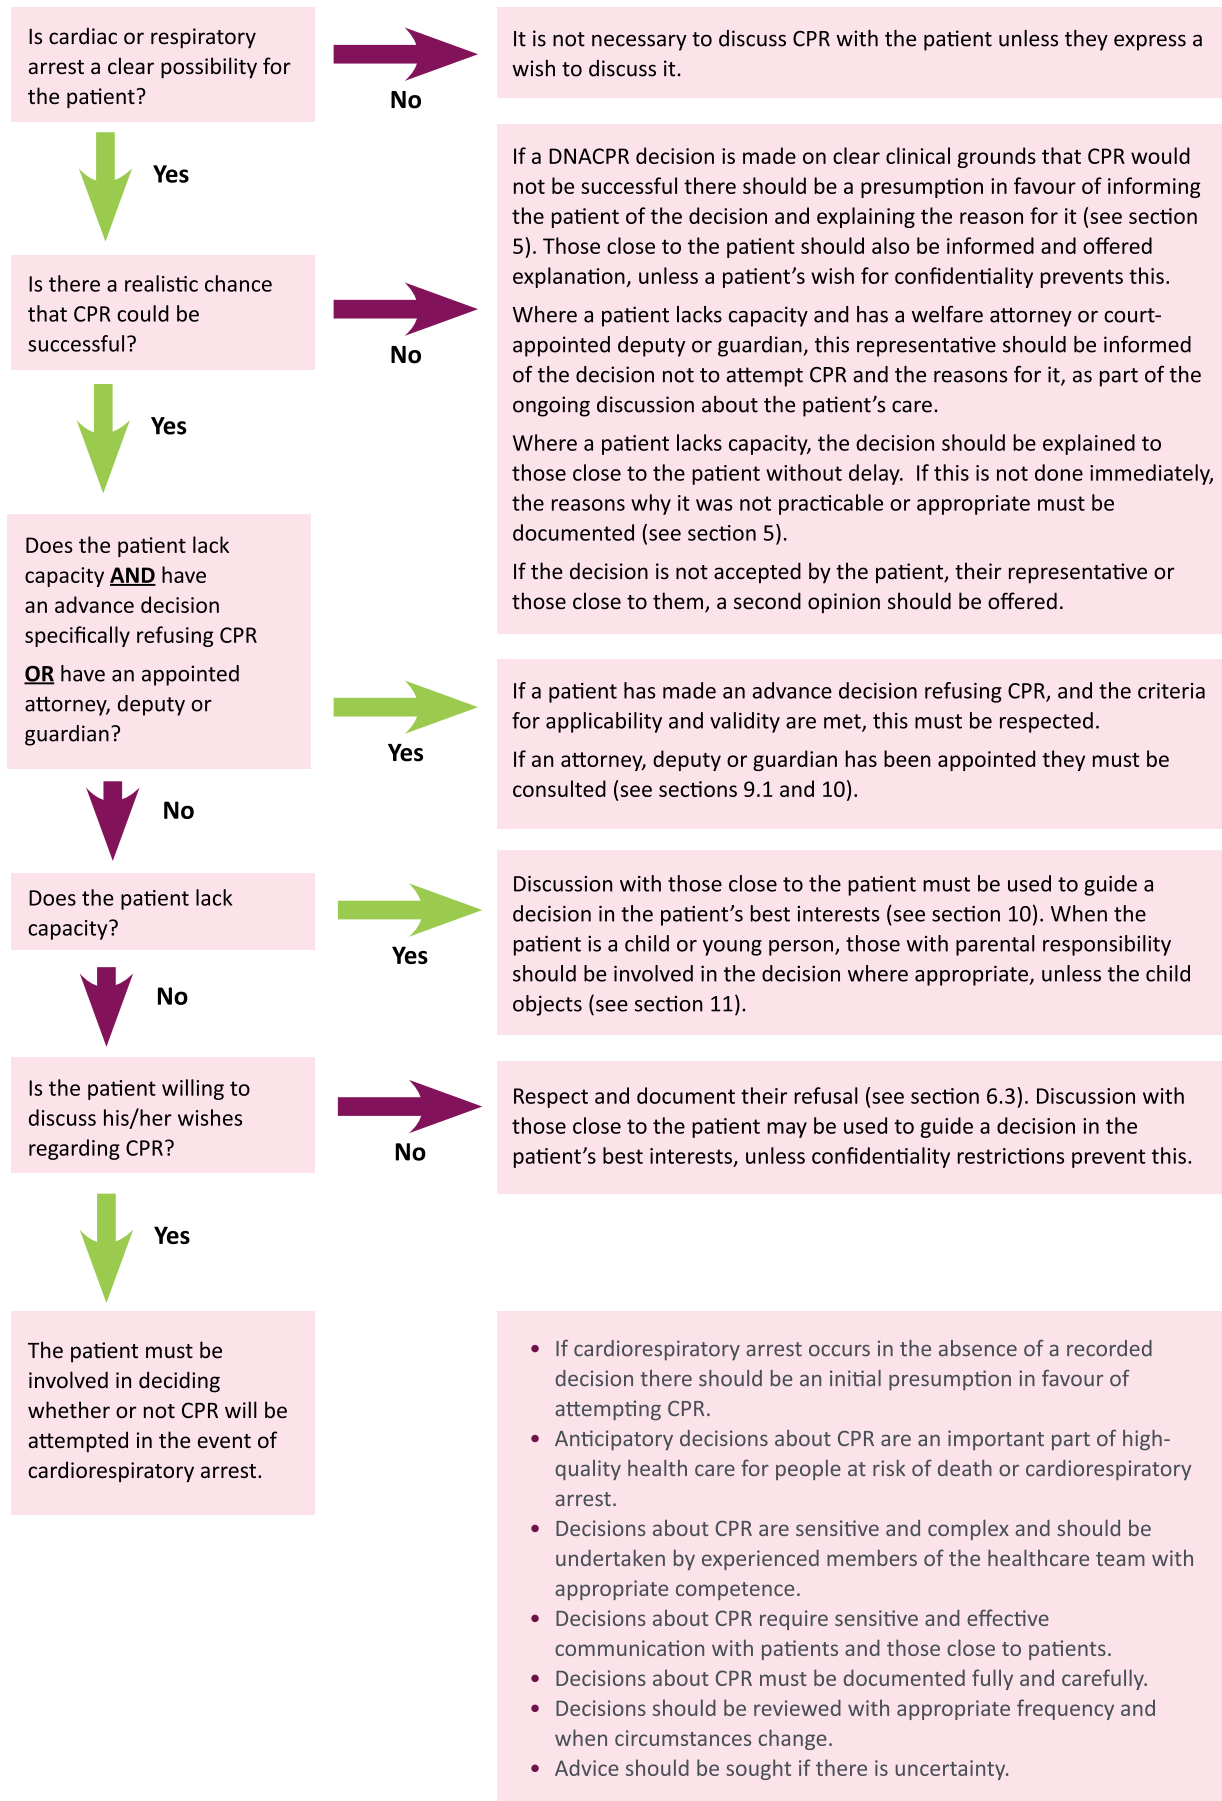 Is cardiac or respiratory
arrest a clear possibility for
the patient?
No
It is not necessary to discuss CPR with the patient unless they express a
wish to discuss it.
Yes
Is there a realistic chance
that CPR could be
successful?
No
If a DNACPR decision is made on clear clinical grounds that CPR would
not be successful there should be a presumption in favour of informing
the patient of the decision and explaining the reason for it (see section
5). Those close to the patient should also be informed and offered
explanation, unless a patient’s wish for confidentiality prevents this.
Where a patient lacks capacity and has a welfare attorney or court-
appointed deputy or guardian, this representative should be informed
of the decision not to attempt CPR and the reasons for it, as part of the
ongoing discussion about the patient’s care.
Where a patient lacks capacity, the decision should be explained to
those close to the patient without delay.  If this is not done immediately,
the reasons why it was not practicable or appropriate must be
documented (see section 5).
If the decision is not accepted by the patient, their representative or
those close to them, a second opinion should be offered.
Yes
Does the patient lack
capacity AND have
an advance decision
specifically refusing CPR
OR have an appointed
attorney, deputy or
guardian?
Yes
If a patient has made an advance decision refusing CPR, and the criteria
for applicability and validity are met, this must be respected.
If an attorney, deputy or guardian has been appointed they must be
consulted (see sections 9.1 and 10).
No
Does the patient lack
capacity?
Yes
Discussion with those close to the patient must be used to guide a
decision in the patient’s best interests (see section 10). When the
patient is a child or young person, those with parental responsibility
should be involved in the decision where appropriate, unless the child
objects (see section 11).
No
Is the patient willing to
discuss his/her wishes
regarding CPR?
No
Respect and document their refusal (see section 6.3). Discussion with
those close to the patient may be used to guide a decision in the
patient’s best interests, unless confidentiality restrictions prevent this.
Yes
The patient must be
involved in deciding
whether or not CPR will be
attempted in the event of
cardiorespiratory arrest.
• If cardiorespiratory arrest occurs in the absence of a recorded
decision there should be an initial presumption in favour of
attempting CPR.
• Anticipatory decisions about CPR are an important part of high-
quality health care for people at risk of death or cardiorespiratory
arrest.
• Decisions about CPR are sensitive and complex and should be
undertaken by experienced members of the healthcare team with
appropriate competence.
• Decisions about CPR require sensitive and effective
communication with patients and those close to patients.
• Decisions about CPR must be documented fully and carefully.
• Decisions should be reviewed with appropriate frequency and
when circumstances change.
• Advice should be sought if there is uncertainty.